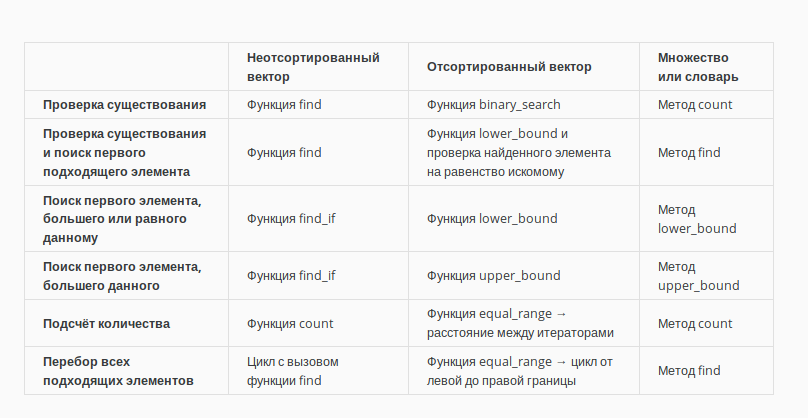 Неотсортированный
вектор
Отсортированный вектор
Множество
или словарь
Проверка существования
Функция find
Функция binary_search
Метод count
Проверка существования
и поиск первого
подходящего элемента
Функция find
Функция lower_bound и
проверка найденного элемента
на равенство искомому
Метод find
Поиск первого элемента,
большего или равного
данному
Функция find_if
Функция lower_bound
Метод
lower_bound
Поиск первого элемента,
большего данного
Функция find_if
Функция upper_bound
Метод
upper_bound
Подсчёт количества
Функция count
Функция equal_range →
расстояние между итераторами
Метод count
Перебор всех
подходящих элементов
Цикл с вызовом
функции find
Функция equal_range → цикл от
левой до правой границы
Метод find